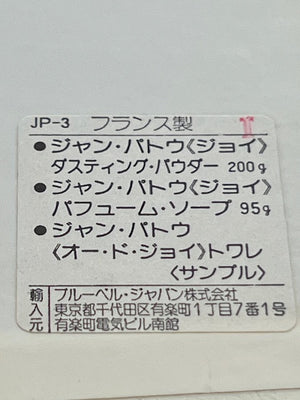 JP-3 フランス製
● ジャン・パトウ《ジョイ》
ダスティング・パウダー 200g
● ジャン・パトウ《ジョイ》
パフューム・ソープ 95g
● ジャン・パトウ
《オー・ド・ジョイ》トワレ
〈サンプル〉
輸入元 ブルーベル・ジャパン株式会社
東京都千代田区有楽町1丁目7番1号
有楽町電気ビル南館